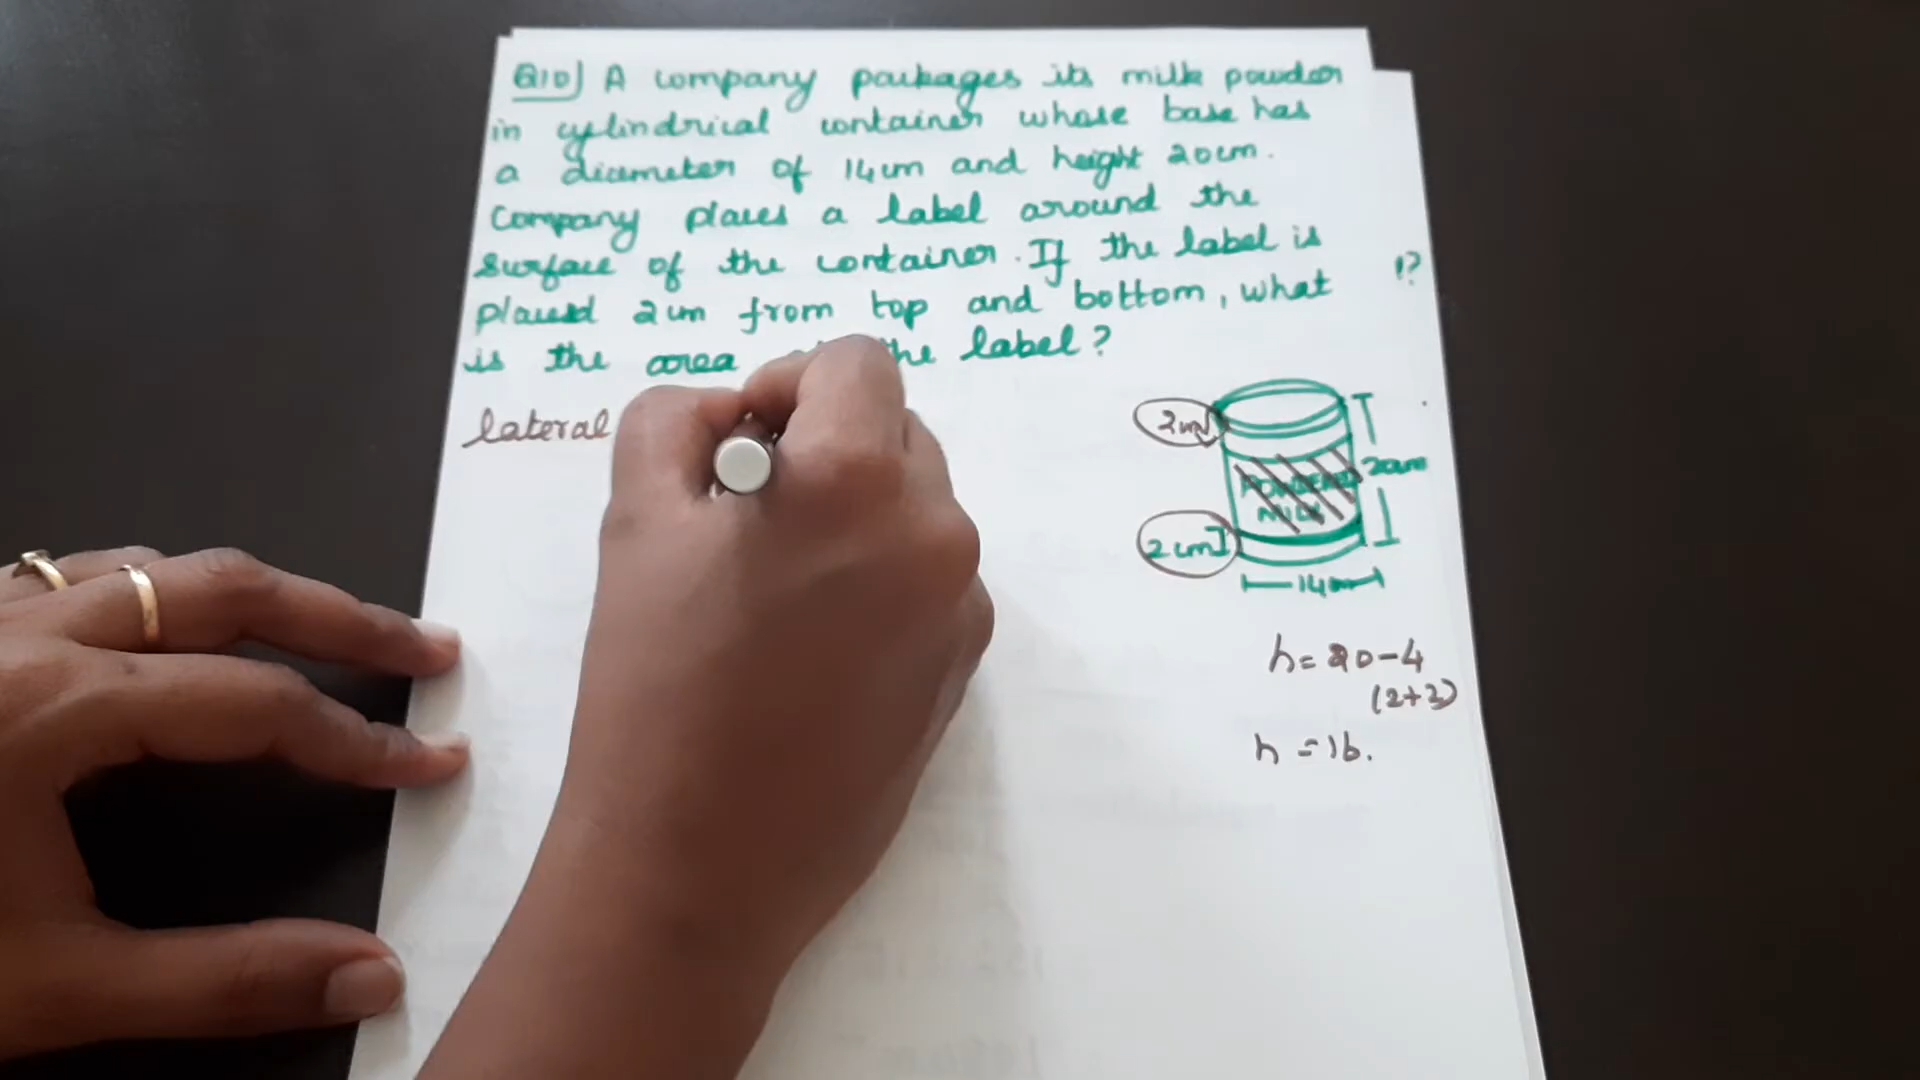 Q10) A company packages its milk powder
in cylindrical container whose base has
a diameter of 14cm and height 20cm.
Company places a label around the
surface of the container. If the label is
placed 2cm from top and bottom, what
is the area the label?
!?
lateral
2cm
20cm
POWDERED
MILK
2cm
14cm
h= 20-4
(2+2)
h = 16.